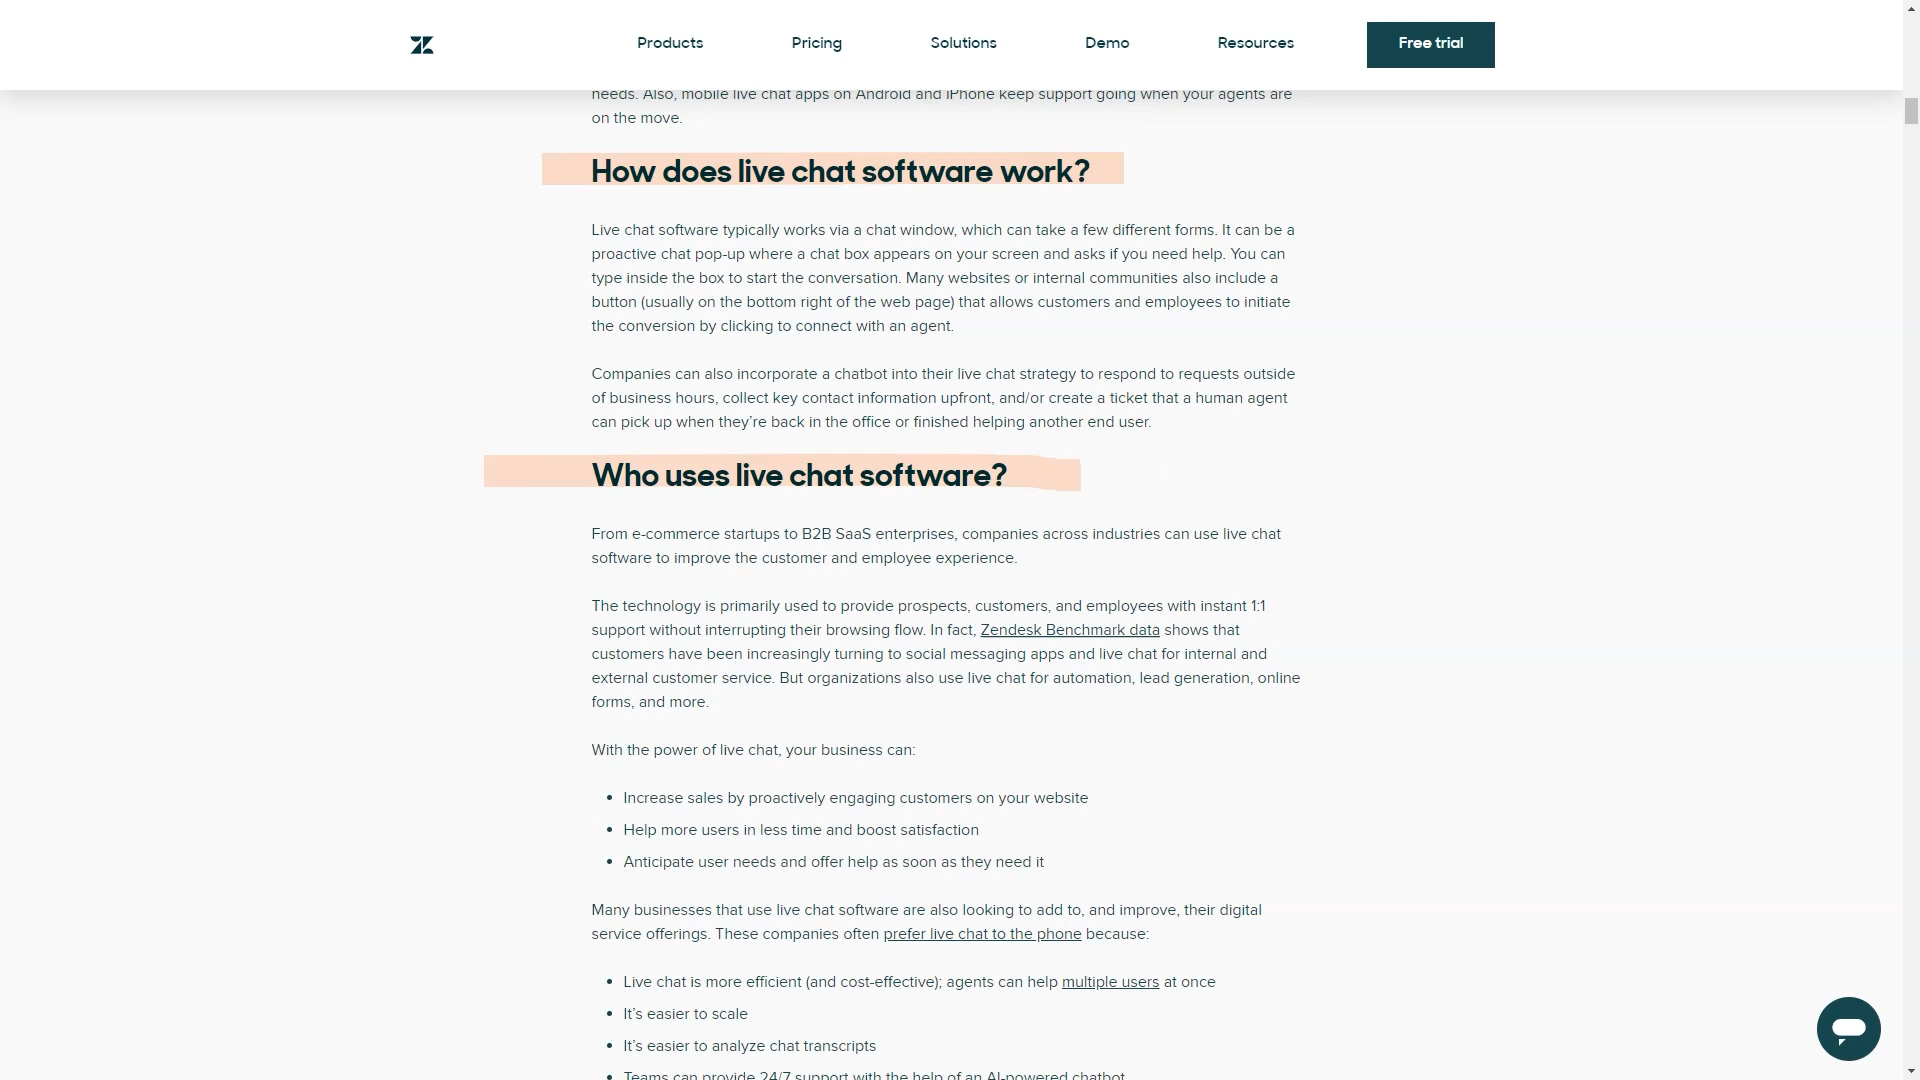 Products
Pricing
Solutions
Demo
Resources
Free trial
needs. Also, mobile live chat apps on Android and iPhone keep support going when your agents are
on the move.
How does live chat software work?
Live chat software typically works via a chat window, which can take a few different forms. It can be a
proactive chat pop-up where a chat box appears on your screen and asks if you need help. You can
type inside the box to start the conversation. Many websites or internal communities also include a
button (usually on the bottom right of the web page) that allows customers and employees to initiate
the conversion by clicking to connect with an agent.
Companies can also incorporate a chatbot into their live chat strategy to respond to requests outside
of business hours, collect key contact information upfront, and/or create a ticket that a human agent
can pick up when they’re back in the office or finished helping another end user.
Who uses live chat software?
From e-commerce startups to B2B SaaS enterprises, companies across industries can use live chat
software to improve the customer and employee experience.
The technology is primarily used to provide prospects, customers, and employees with instant 1:1
support without interrupting their browsing flow. In fact, Zendesk Benchmark data shows that
customers have been increasingly turning to social messaging apps and live chat for internal and
external customer service. But organizations also use live chat for automation, lead generation, online
forms, and more.
With the power of live chat, your business can:
• Increase sales by proactively engaging customers on your website
• Help more users in less time and boost satisfaction
• Anticipate user needs and offer help as soon as they need it
Many businesses that use live chat software are also looking to add to, and improve, their digital
service offerings. These companies often prefer live chat to the phone because:
• Live chat is more efficient (and cost-effective); agents can help multiple users at once
• It’s easier to scale
• It’s easier to analyze chat transcripts
• Teams can provide 24/7 support with the help of an AI-powered chatbot